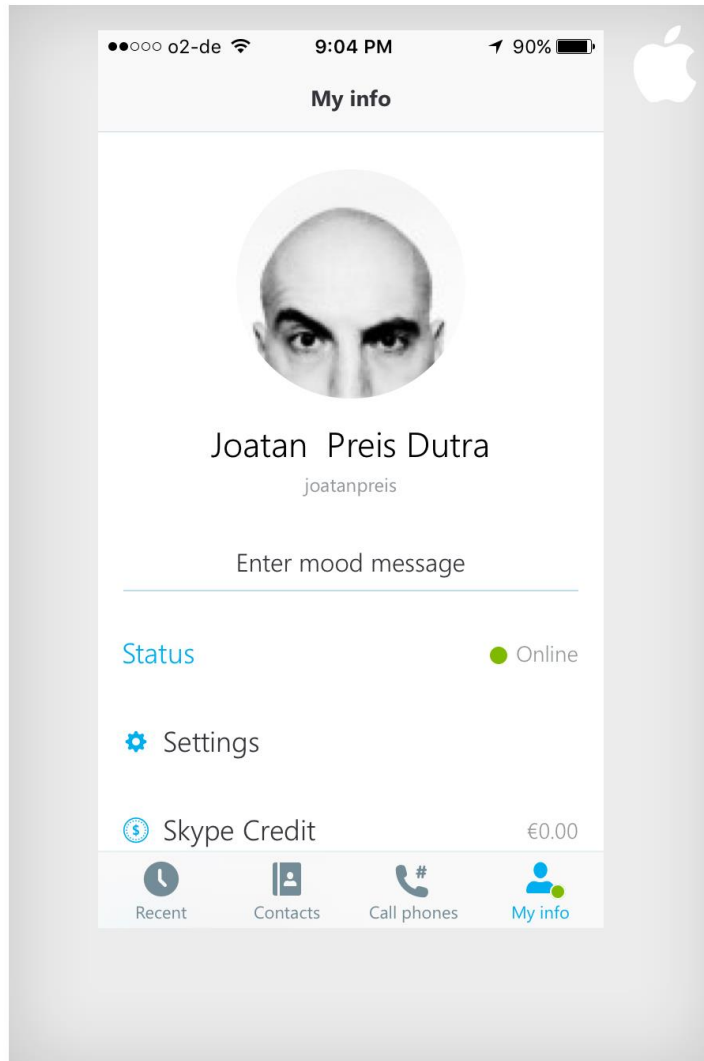 o2-de 9:04 PM 90%
My info
Joatan Preis Dutra
joatanpreis
Enter mood message
Status Online
Settings
$ Skype Credit €0.00
#
Recent Contacts Call phones My info